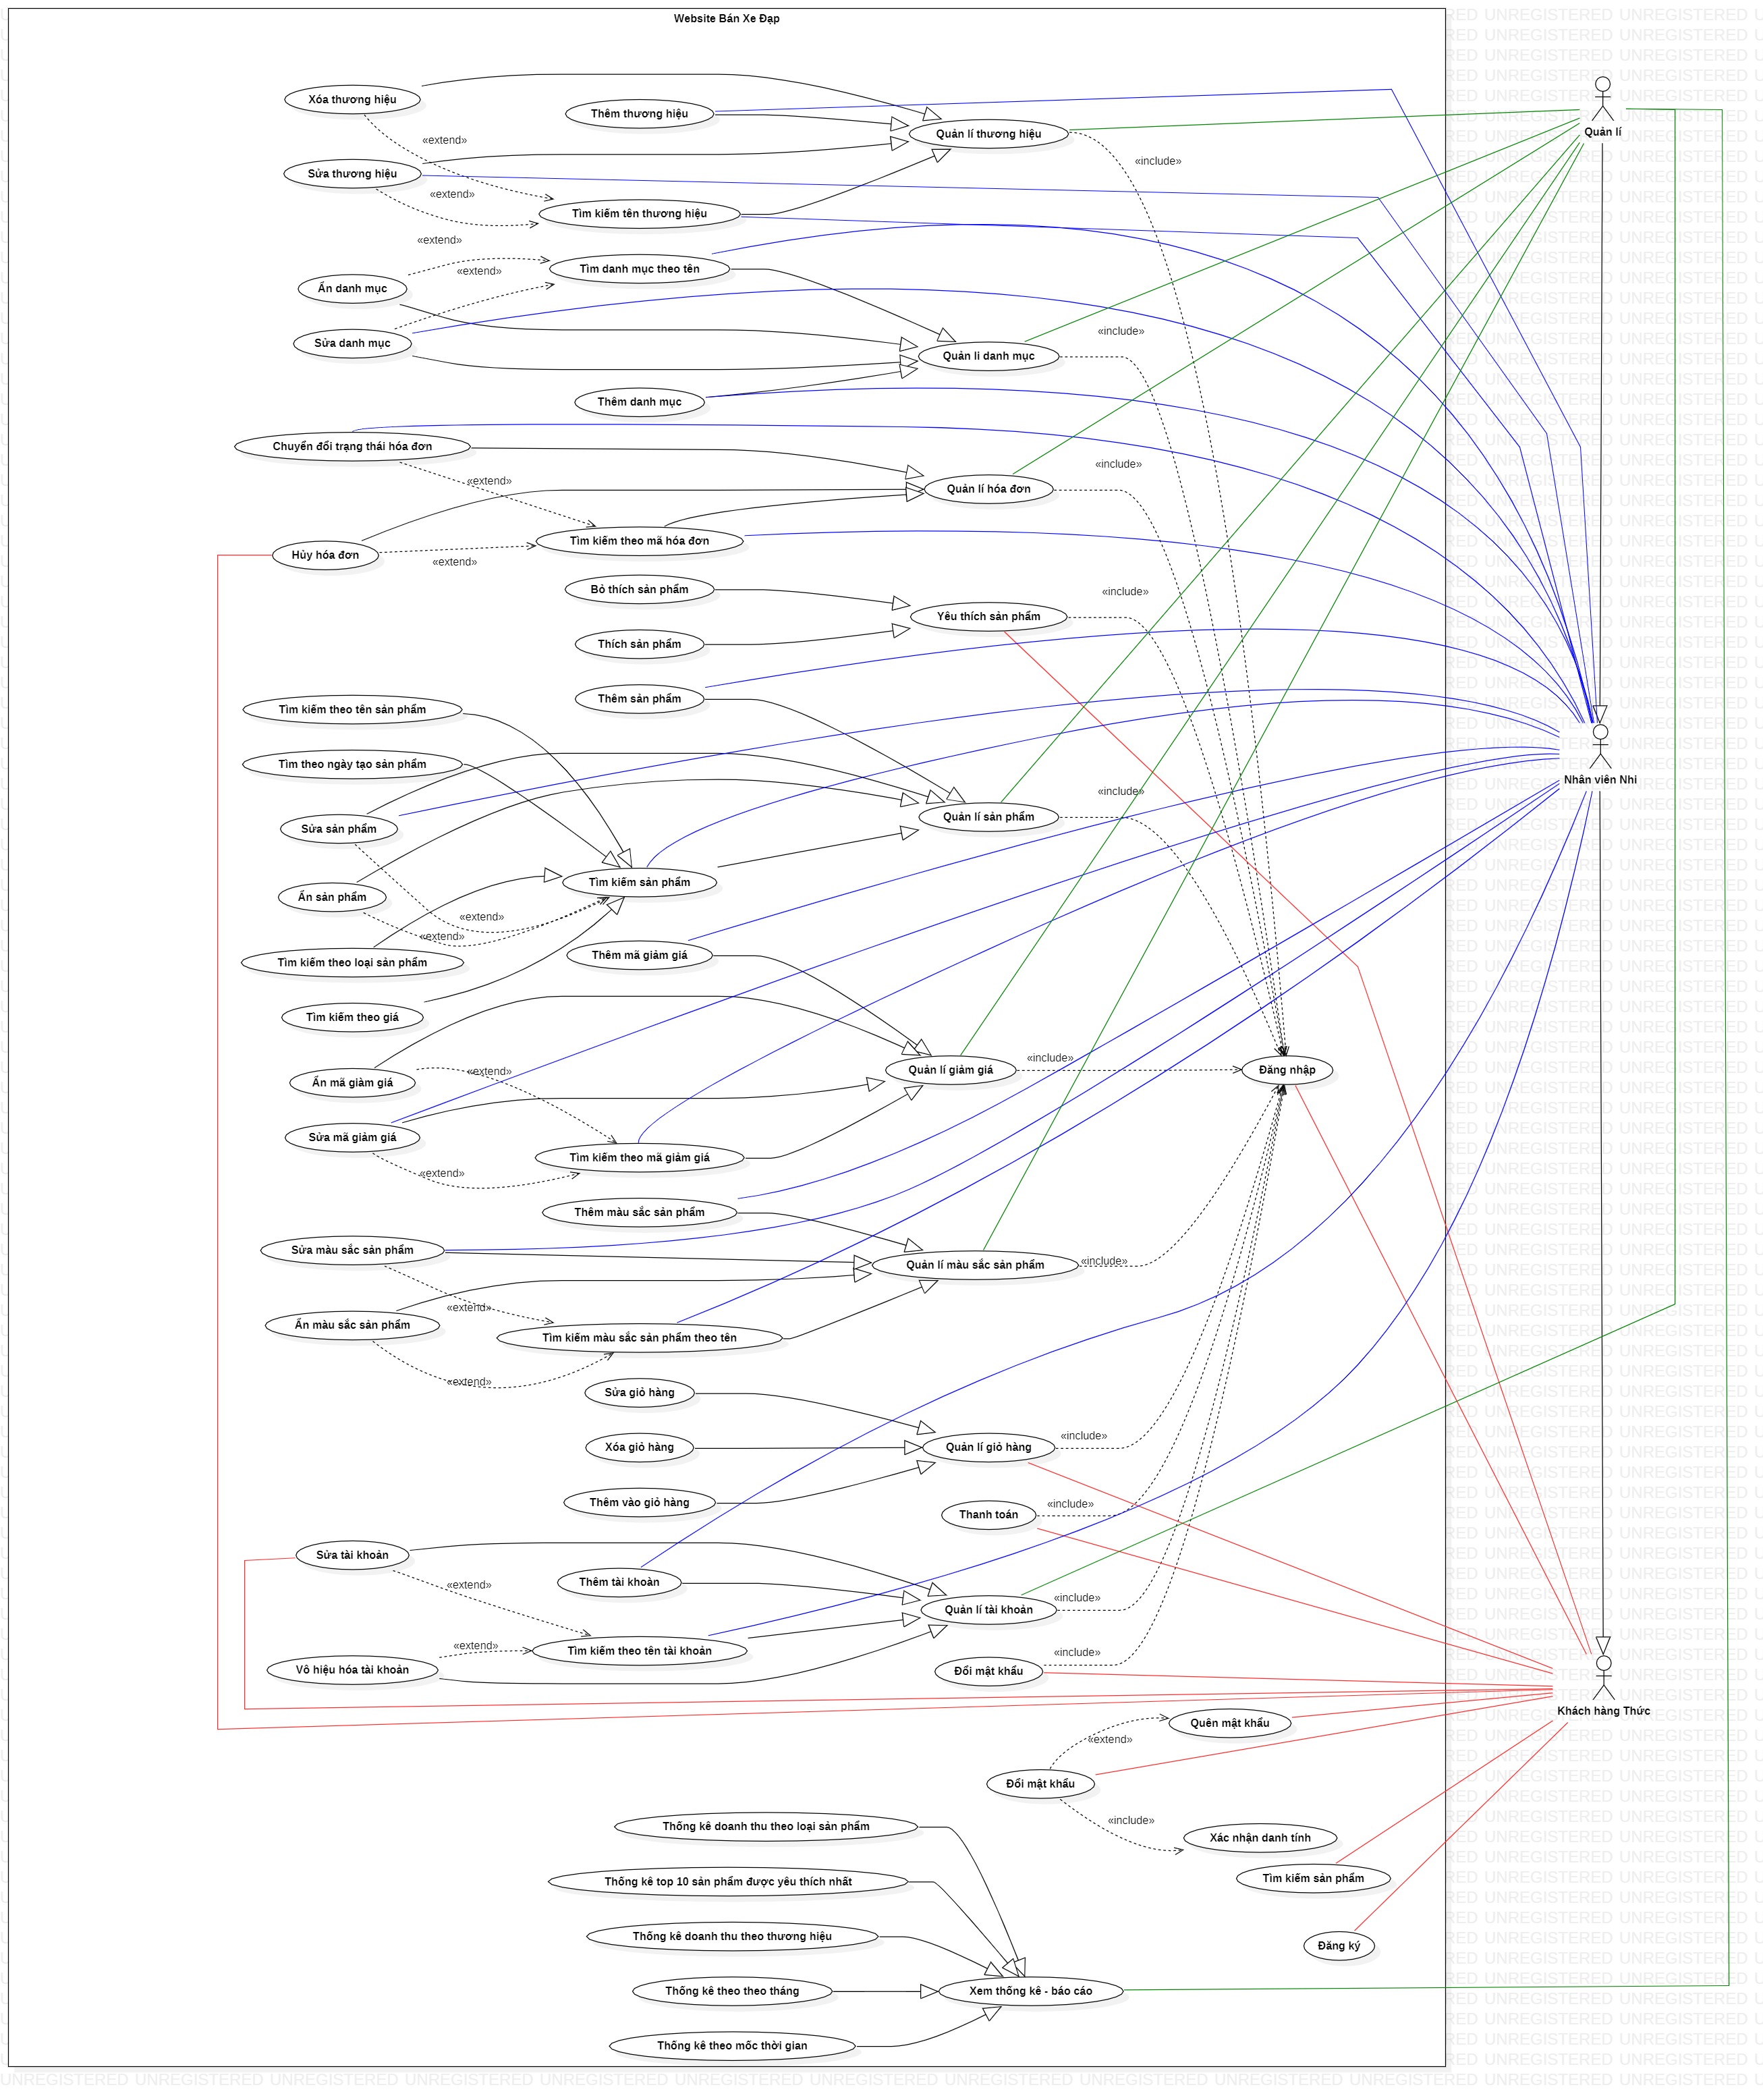 Website Bán Xe Đạp
Xóa thương hiệu
Thêm thương hiệu
Quản lí thương hiệu
Quản lí
«extend»
«include»
Sửa thương hiệu
«extend»
Tìm kiếm tên thương hiệu
«extend»
Tìm danh mục theo tên
«extend»
Ẩn danh mục
Sửa danh mục
«include»
Quản lí danh mục
Thêm danh mục
Chuyển đổi trạng thái hóa đơn
«include»
«extend»
Quản lí hóa đơn
Tìm kiếm theo mã hóa đơn
Hủy hóa đơn
«extend»
Bỏ thích sản phẩm
«include»
Yêu thích sản phẩm
Thích sản phẩm
Thêm sản phẩm
Tìm kiếm theo tên sản phẩm
Tìm theo ngày tạo sản phẩm
Nhân viên Nhi
«include»
Quản lí sản phẩm
Sửa sản phẩm
Tìm kiếm sản phẩm
Ẩn sản phẩm
«extend»
«extend»
Thêm mã giảm giá
Tìm kiếm theo loại sản phẩm
Tìm kiếm theo giá
«include»
«extend»
Quản lí giảm giá
Đăng nhập
Ẩn mã giảm giá
Sửa mã giảm giá
Tìm kiếm theo mã giảm giá
«extend»
Thêm màu sắc sản phẩm
Sửa màu sắc sản phẩm
«include»
Quản lí màu sắc sản phẩm
«extend»
Ẩn màu sắc sản phẩm
Tìm kiếm màu sắc sản phẩm theo tên
«extend»
Sửa giỏ hàng
«include»
Xóa giỏ hàng
Quản lí giỏ hàng
Thêm vào giỏ hàng
«include»
Thanh toán
Sửa tài khoản
«extend»
Thêm tài khoản
«include»
Quản lí tài khoản
«extend»
Tìm kiếm theo tên tài khoản
«include»
Vô hiệu hóa tài khoản
Đổi mật khẩu
Khách hàng Thức
Quên mật khẩu
«extend»
Đổi mật khẩu
«include»
Thống kê doanh thu theo loại sản phẩm
Xác nhận danh tính
Tìm kiếm sản phẩm
Thống kê top 10 sản phẩm được yêu thích nhất
Thống kê doanh thu theo thương hiệu
Đăng ký
Thống kê theo theo tháng
Xem thống kê - báo cáo
Thống kê theo mốc thời gian
UNREGISTERED UNREGISTERED UNREGISTERED UNREGISTERED UNREGISTERED UNREGISTERED UNREGISTERED UNREGISTERED UNREGISTERED UNREGISTERED UNREGISTERED UNREGISTERED UNREGISTERED U